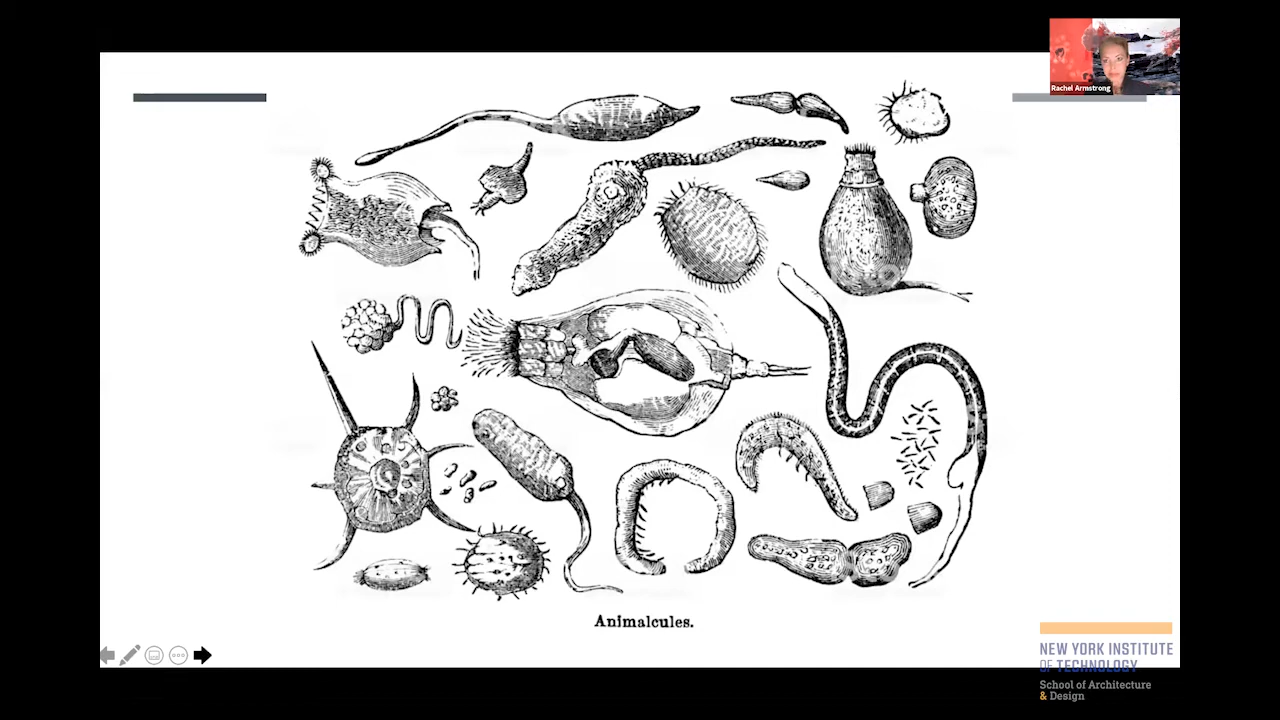 Rachel Armstrong
Animalcules.
NEW YORK INSTITUTE
OF TECHNOLOGY
School of Architecture
& Design